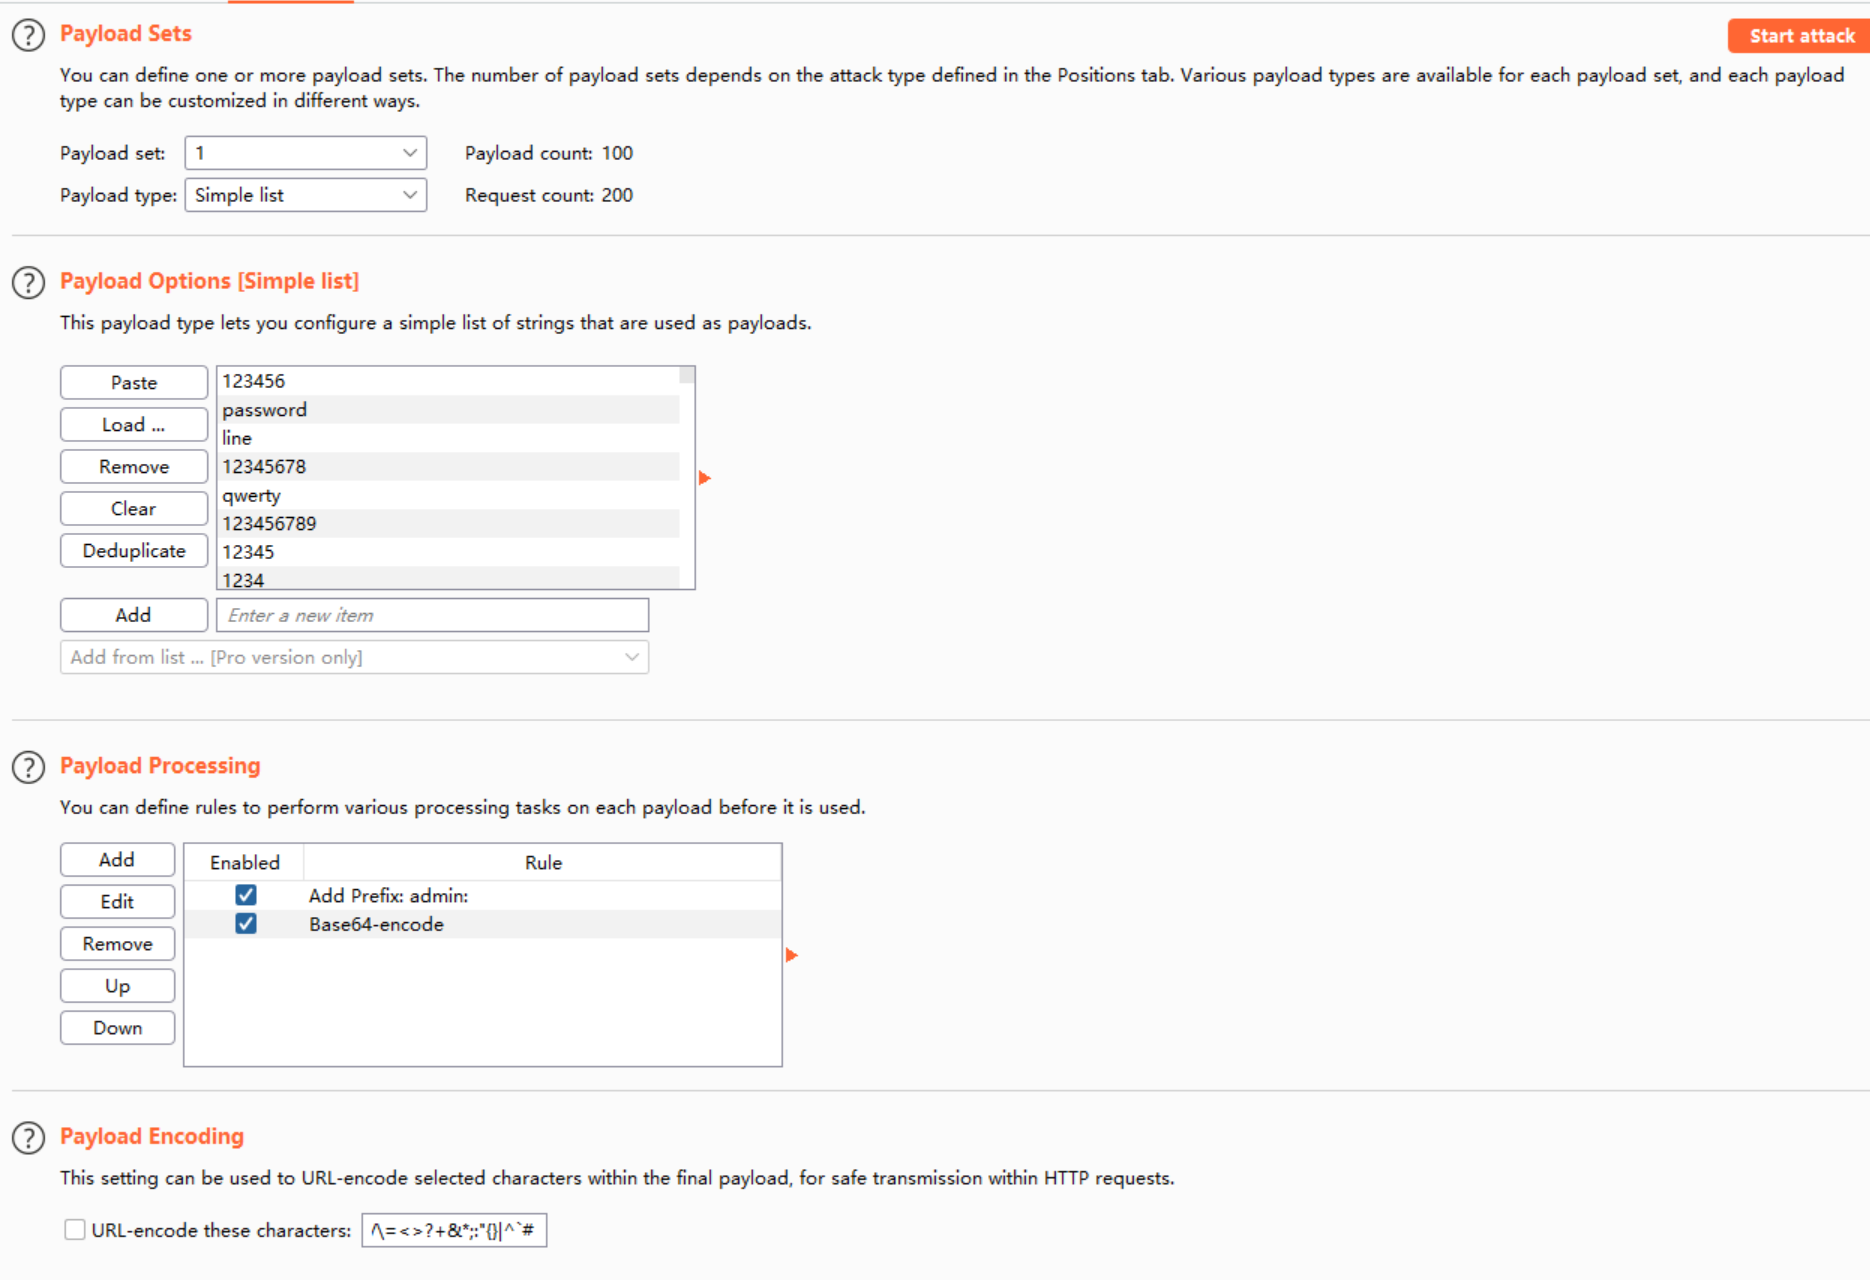 Payload Sets
Start attack
You can define one or more payload sets. The number of payload sets depends on the attack type defined in the Positions tab. Various payload types are available for each payload set, and each payload
type can be customized in different ways.
Payload set: 1 Payload count: 100
Payload type: Simple list Request count: 200
Payload Options [Simple list]
This payload type lets you configure a simple list of strings that are used as payloads.
Paste
Load ...
Remove
Clear
Deduplicate
123456
password
line
12345678
qwerty
123456789
12345
1234
Add Enter a new item
Add from list ... [Pro version only]
Payload Processing
You can define rules to perform various processing tasks on each payload before it is used.
Add
Edit
Remove
Up
Down
Enabled Rule
Add Prefix: admin:
Base64-encode
Payload Encoding
This setting can be used to URL-encode selected characters within the final payload, for safe transmission within HTTP requests.
URL-encode these characters: /\=<>?+&*;:"{}|^`#